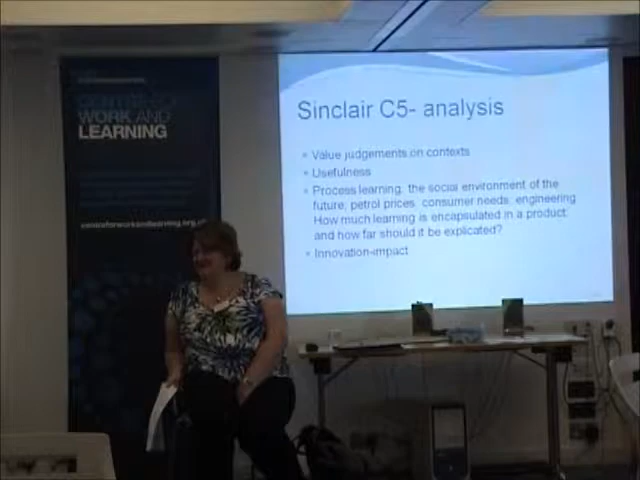 CENTRE FOR
WORK AND
LEARNING
Sinclair C5- analysis
Value judgements on contexts
Usefulness
Process learning: the social environment of the
future; petrol prices; consumer needs; engineering
How much learning is encapsulated in a product
and how far should it be explicated?
Innovation-impact